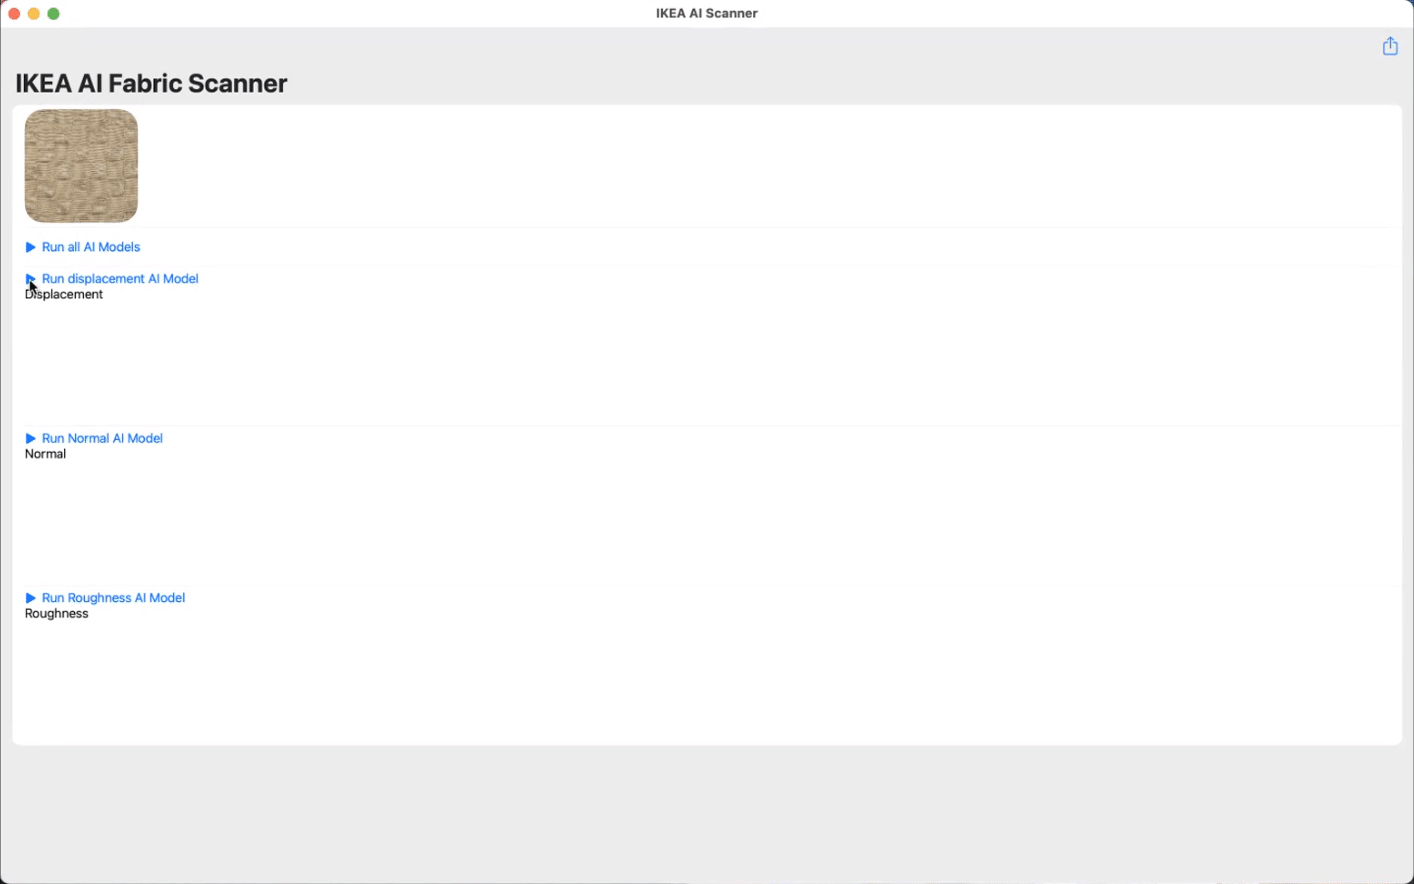 IKEA AI Scanner
IKEA AI Fabric Scanner
Run all AI Models
Run displacement AI Model
Displacement
Run Normal AI Model
Normal
Run Roughness AI Model
Roughness